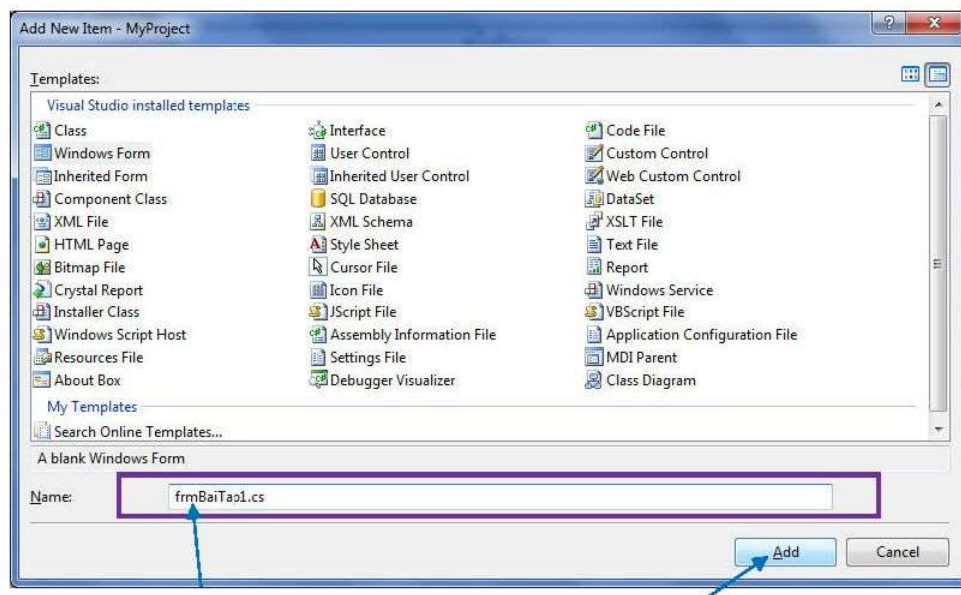 Add New Item - MyProject
Templates:
Visual Studio installed templates
Class Interface Code File
Windows Form User Control Custom Control
Inherited Form Inherited User Control Web Custom Control
Component Class SQL Database DataSet
XML File XML Schema XSLT File
HTML Page Style Sheet Text File
Bitmap File Cursor File Report
Crystal Report Icon File Windows Service
Installer Class JScript File VBScript File
Windows Script Host Assembly Information File Application Configuration File
Resources File Settings File MDI Parent
About Box Debugger Visualizer Class Diagram
My Templates
Search Online Templates...
A blank Windows Form
Name: frmBaiTap1.cs
Add Cancel